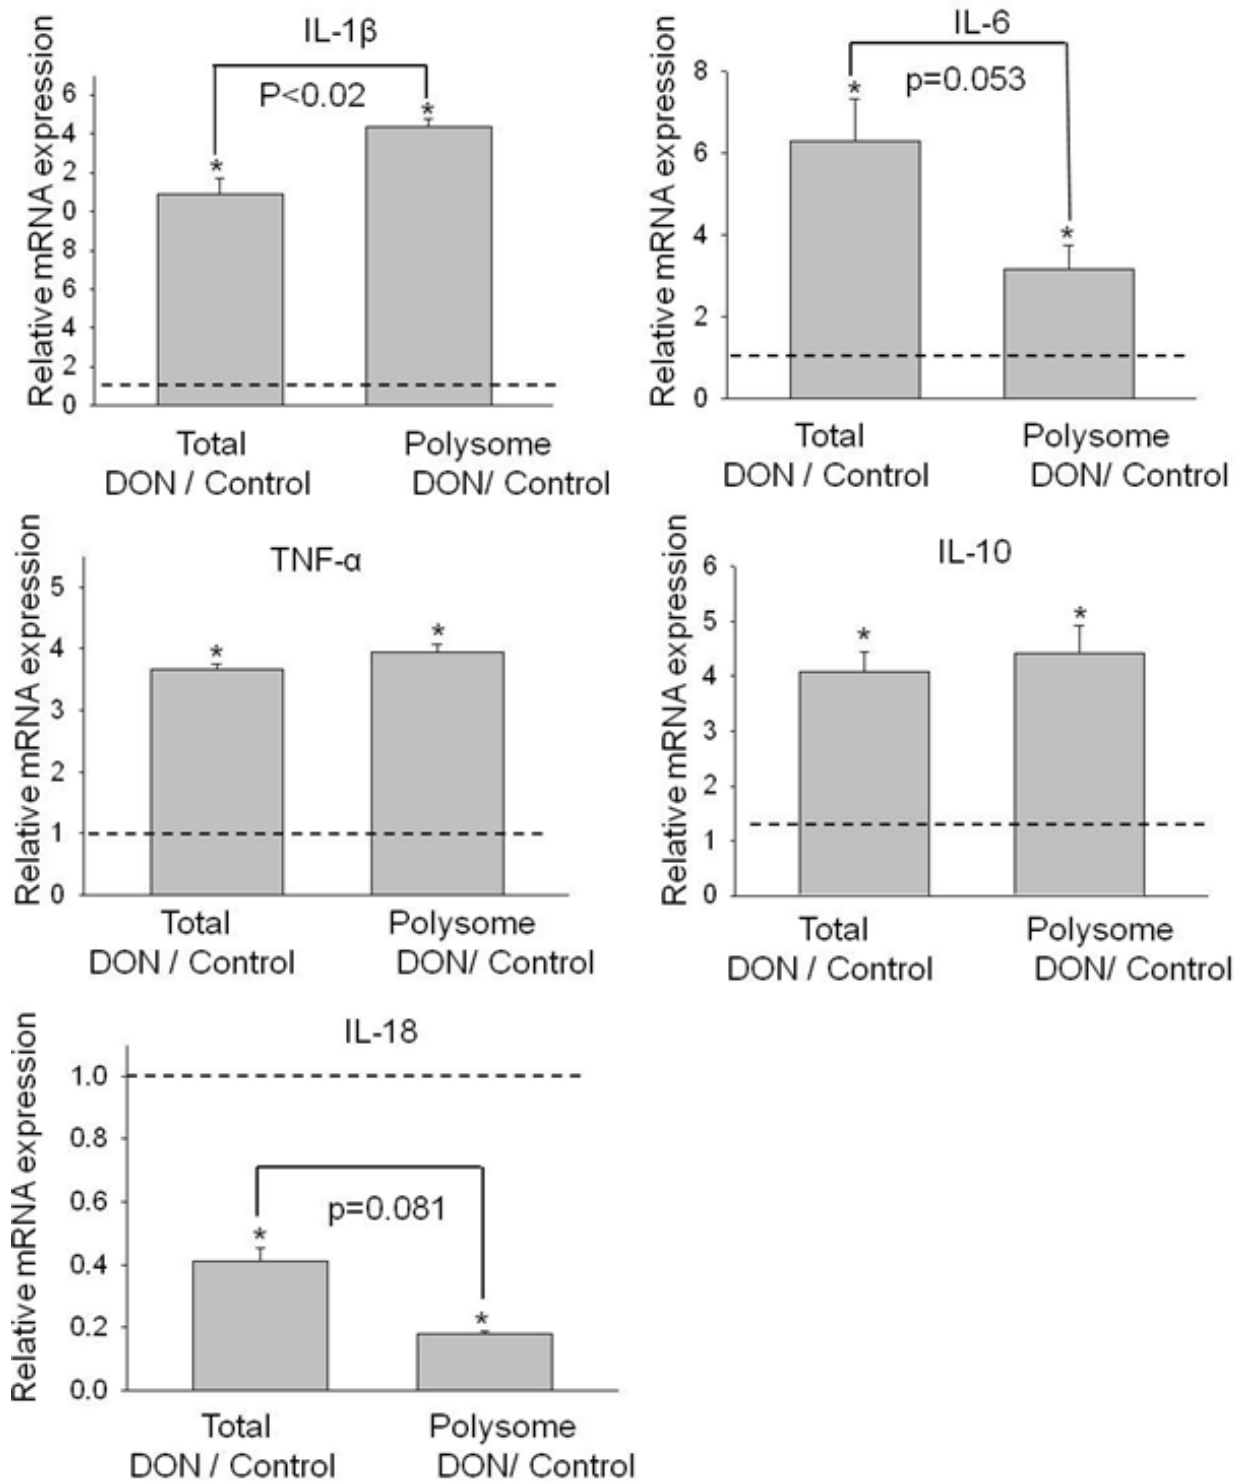 IL-1β
Relative mRNA expression
6
4
2
0
8
6
4
2
0
P<0.02
*
*
Total
DON / Control
Polysome
DON/ Control
IL-6
Relative mRNA expression
8
6
4
2
0
p=0.053
*
*
Total
DON / Control
Polysome
DON/ Control
TNF-α
Relative mRNA expression
5
4
3
2
1
0
*
*
Total
DON / Control
Polysome
DON/ Control
IL-10
Relative mRNA expression
6
5
4
3
2
1
0
*
*
Total
DON / Control
Polysome
DON/ Control
IL-18
Relative mRNA expression
1.0
0.8
0.6
0.4
0.2
0.0
p=0.081
*
*
Total
DON / Control
Polysome
DON/ Control